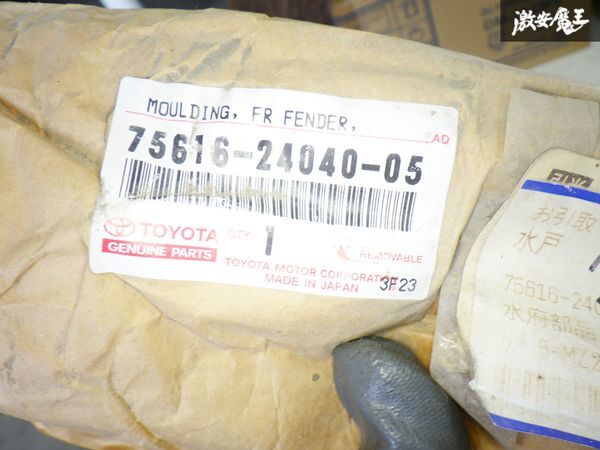 激安魔王
MOULDING, FR FENDER,
AD
75616-24040-05
TOYOTA
GENUINE PARTS
QTY. 1
REMOVABLE
TOYOTA MOTOR CORPORATION
MADE IN JAPAN 3F23
お引取
水戸
75616-240
水府部品